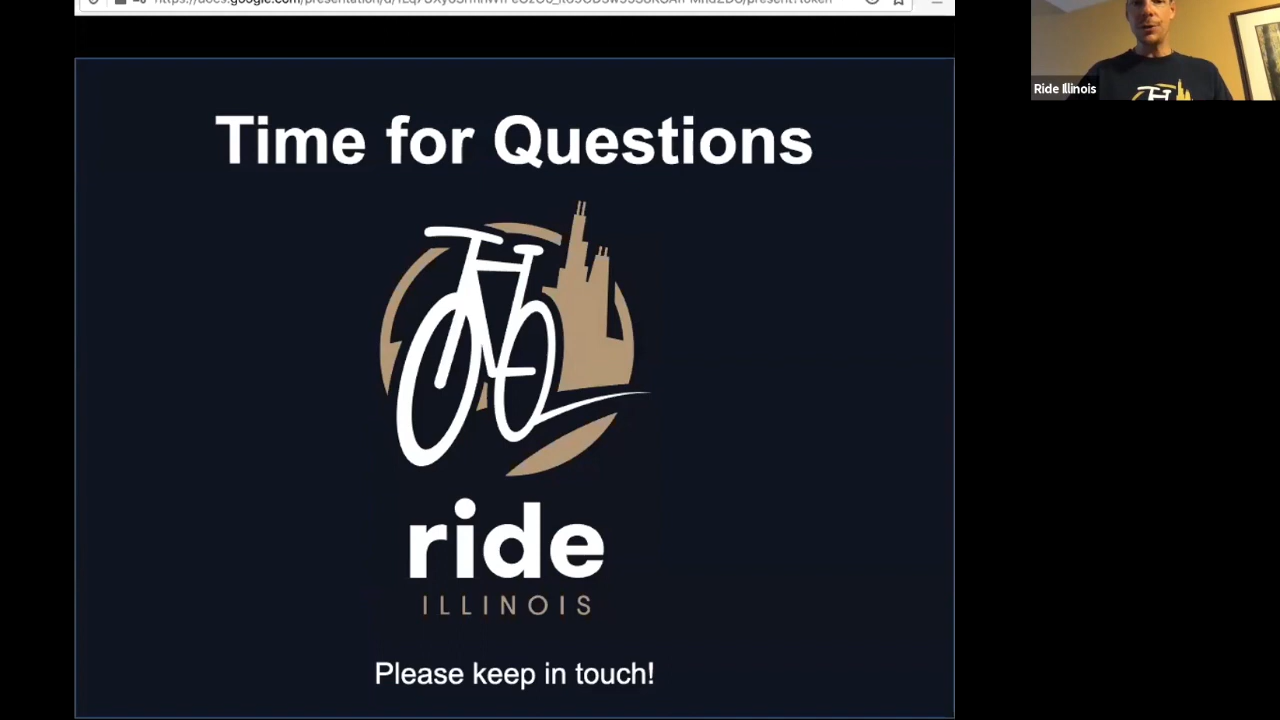 Time for Questions
ride
ILLINOIS
Please keep in touch!
Ride Illinois